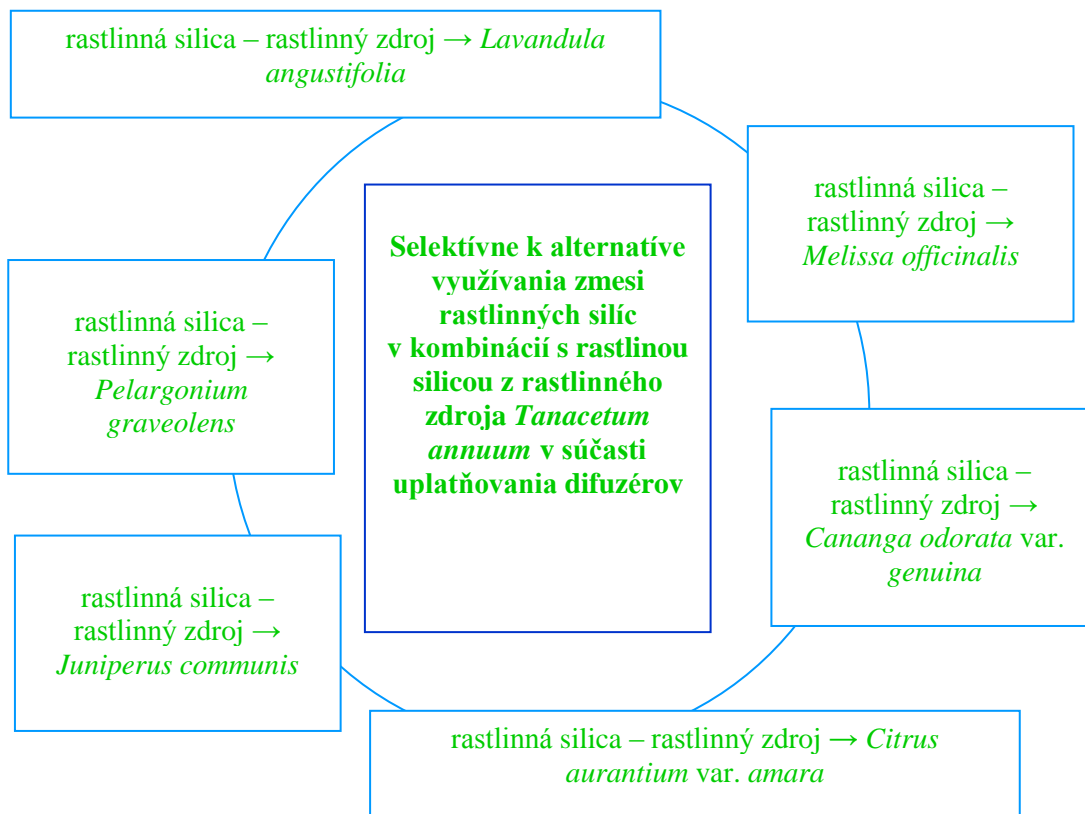 rastlinná silica – rastlinný zdroj → Lavandula
angustifolia
rastlinná silica –
rastlinný zdroj →
Melissa officinalis
Selektívne k alternatíve
využívania zmesi
rastlinných silíc
v kombinácií s rastlinou
silicou z rastlinného
zdroja Tanacetum
annuum v súčasti
uplatňovania difuzérov
rastlinná silica –
rastlinný zdroj →
Pelargonium
graveolens
rastlinná silica –
rastlinný zdroj →
Cananga odorata var.
genuina
rastlinná silica –
rastlinný zdroj →
Juniperus communis
rastlinná silica – rastlinný zdroj → Citrus
aurantium var. amara